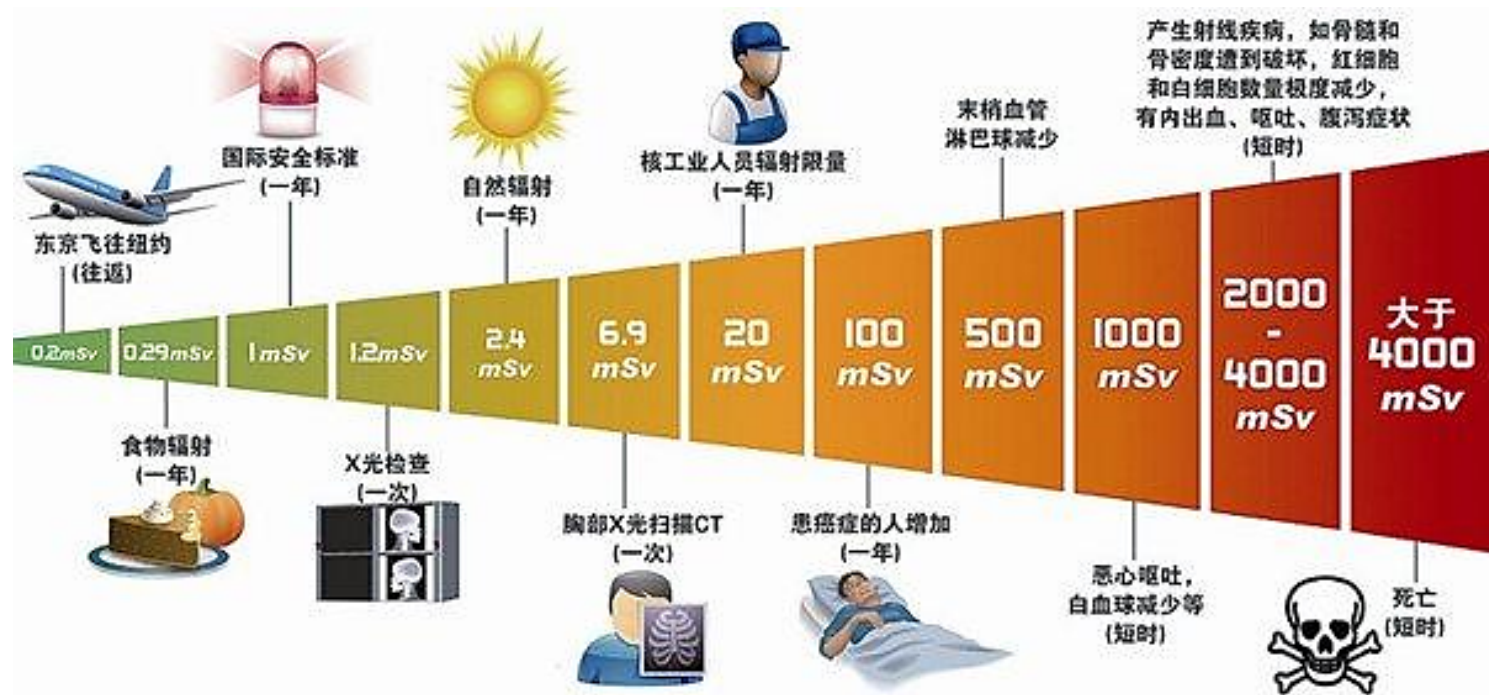 东京飞往纽约
(往返)
0.2mSv
0.29mSv
食物辐射
(一年)
国际安全标准
(一年)
1mSv
1.2mSv
X光检查
(一次)
自然辐射
(一年)
2.4
mSv
6.9
mSv
胸部X光扫描CT
(一次)
核工业人员辐射限量
(一年)
20
mSv
100
mSv
患癌症的人增加
(一年)
末梢血管
淋巴球减少
500
mSv
1000
mSv
恶心呕吐，
白血球减少等
(短时)
产生射线疾病，如骨髓和
骨密度遭到破坏，红细胞
和白细胞数量极度减少，
有内出血、呕吐、腹泻症状
(短时)
2000
-
4000
mSv
大于
4000
mSv
死亡
(短时)